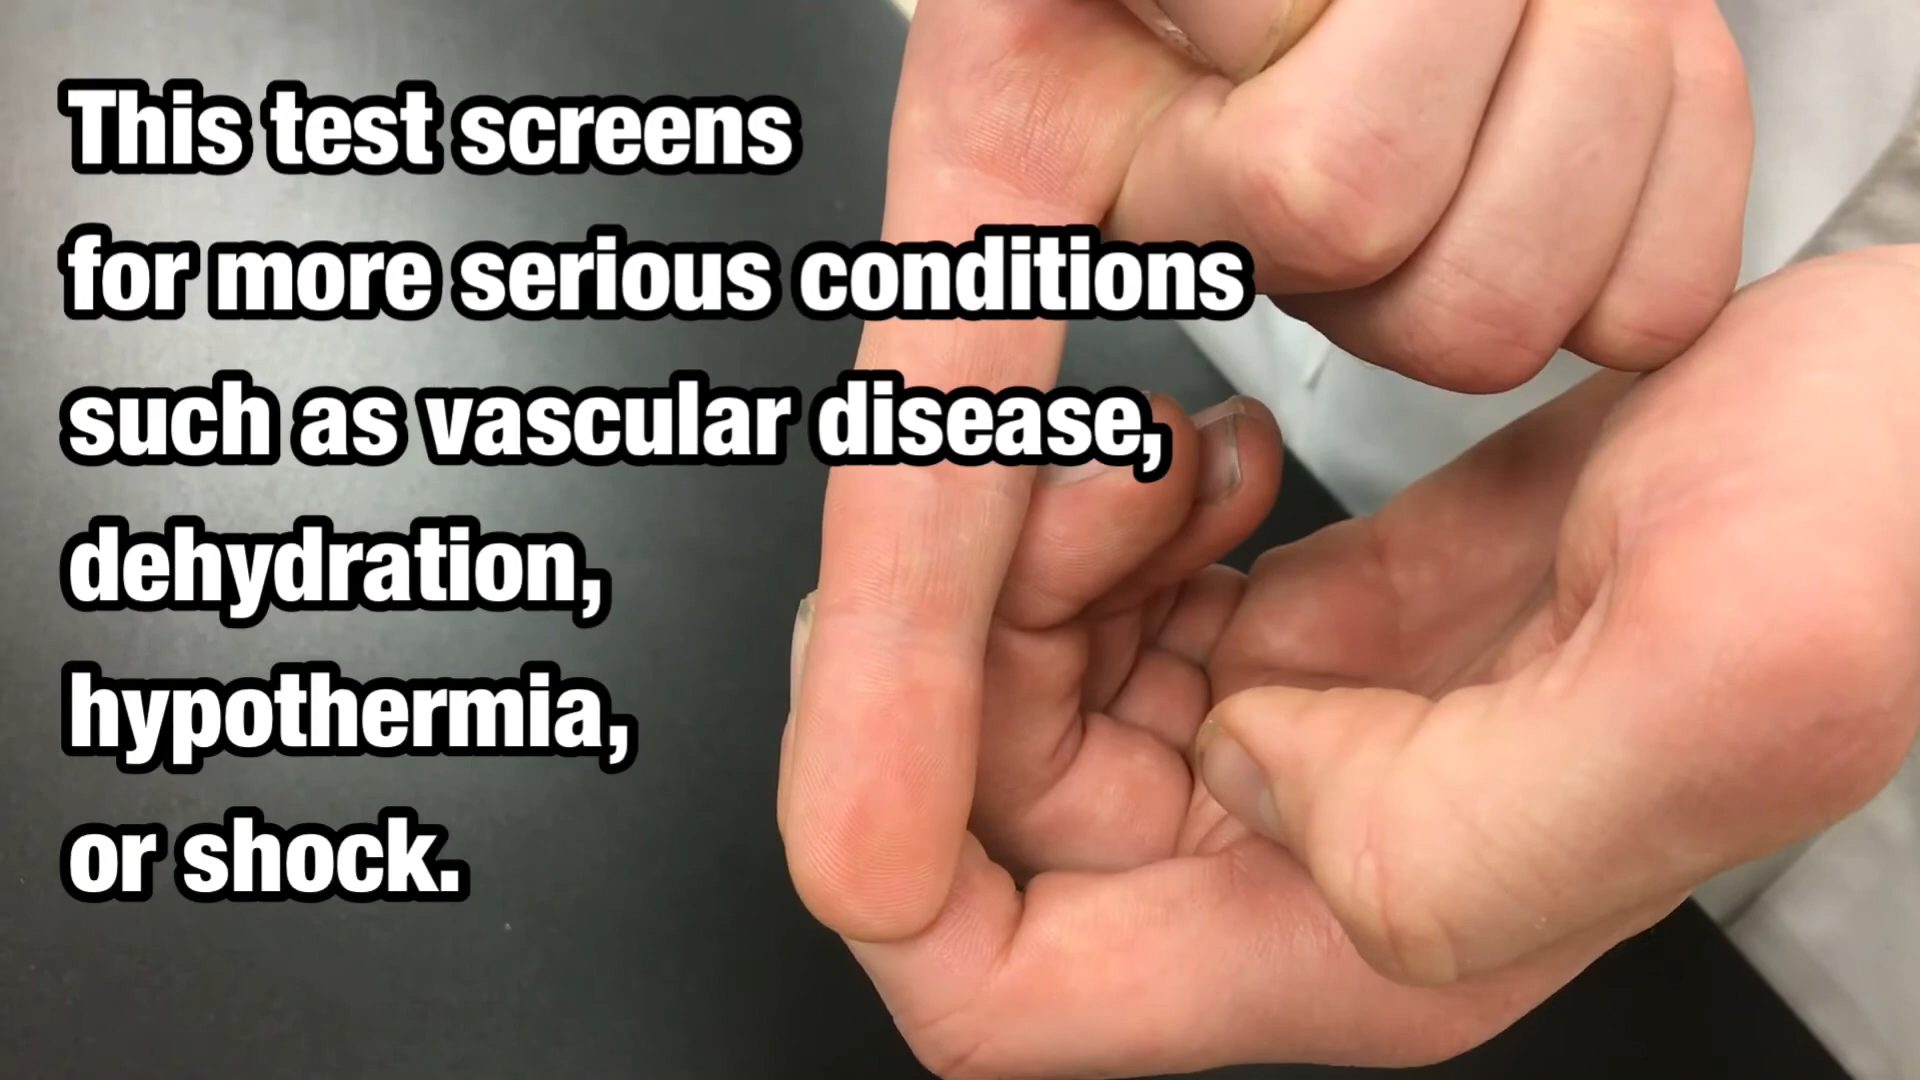 This test screens
for more serious conditions
such as vascular disease,
dehydration,
hypothermia,
or shock.